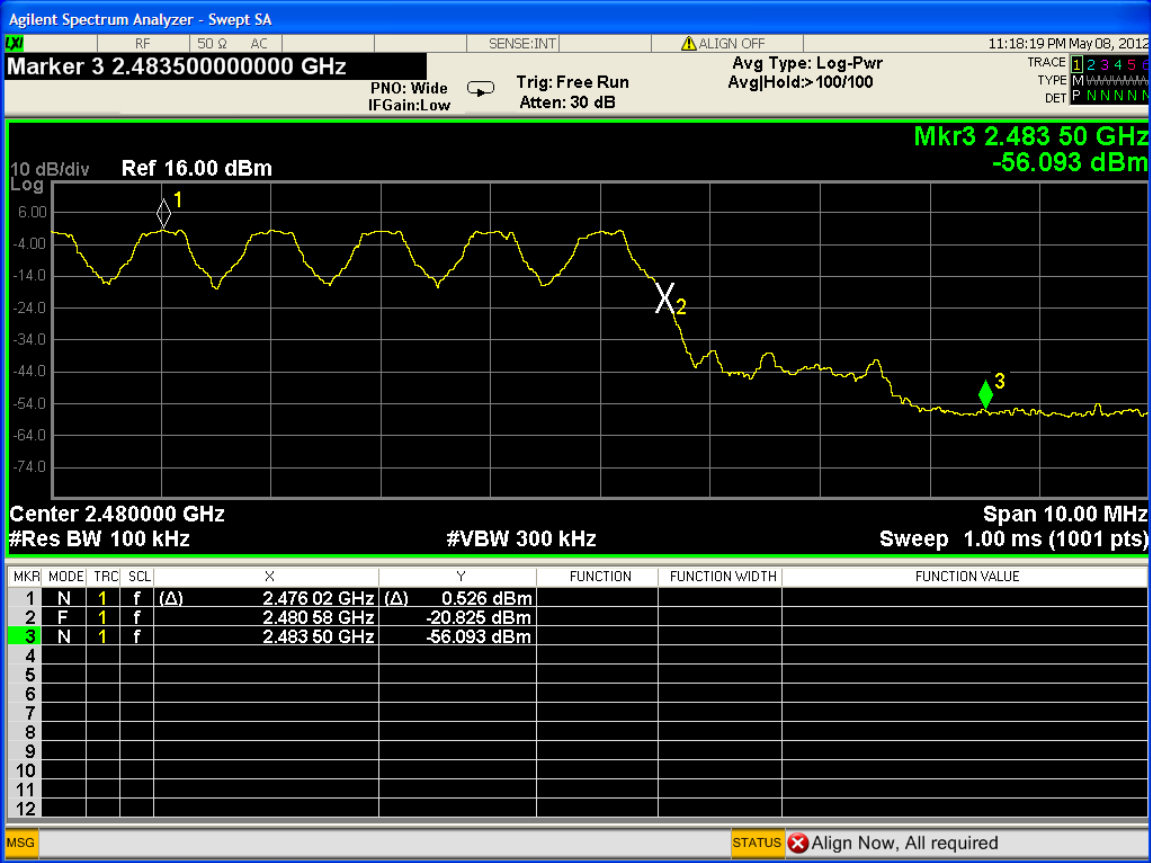 Agilent Spectrum Analyzer - Swept SA
LXI RF 50 Ω AC SENSE:INT ALIGN OFF 11:18:19 PM May 08, 2012
Marker 3 2.483500000000 GHz
PNO: Wide
IFGain:Low
Trig: Free Run
Atten: 30 dB
Avg Type: Log-Pwr
Avg|Hold:>100/100
TRACE 1 2 3 4 5 6
TYPE M
DET P N N N N N
Mkr3 2.483 50 GHz
-56.093 dBm
10 dB/div
Log
Ref 16.00 dBm
1
6.00
-4.00
-14.0
-24.0
2
-34.0
-44.0
3
-54.0
-64.0
-74.0
Center 2.480000 GHz Span 10.00 MHz
#Res BW 100 kHz #VBW 300 kHz Sweep 1.00 ms (1001 pts)
MKR MODE TRC SCL X Y FUNCTION FUNCTION WIDTH FUNCTION VALUE
1 N 1 f (Δ) 2.476 02 GHz (Δ) 0.526 dBm
2 F 1 f 2.480 58 GHz -20.825 dBm
3 N 1 f 2.483 50 GHz -56.093 dBm
4
5
6
7
8
9
10
11
12
MSG STATUS Align Now, All required